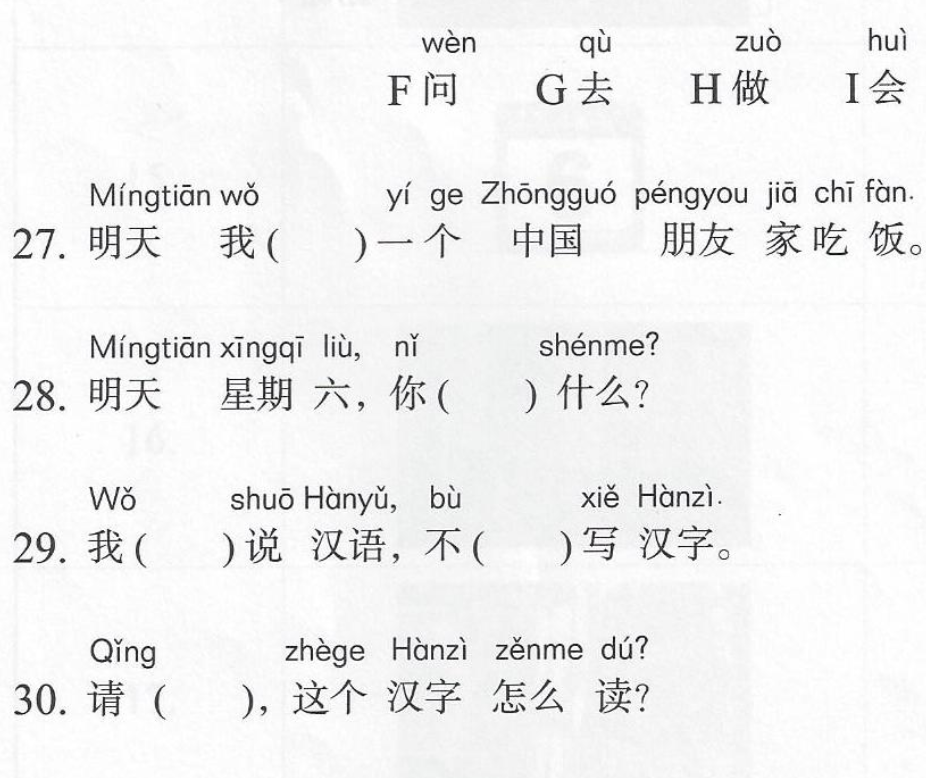 wèn qù zuò huì
F 问 G 去 H 做 I 会
Míngtiān wǒ yí ge Zhōngguó péngyou jiā chī fàn.
27. 明天 我 ( ) 一 个 中国 朋友 家 吃 饭。
Míngtiān xīngqī liù, nǐ shénme?
28. 明天 星期 六, 你 ( ) 什么?
Wǒ shuō Hànyǔ, bù xiě Hànzì.
29. 我 ( ) 说 汉语, 不 ( ) 写 汉字。
Qǐng zhège Hànzì zěnme dú?
30. 请 ( ), 这个 汉字 怎么 读?